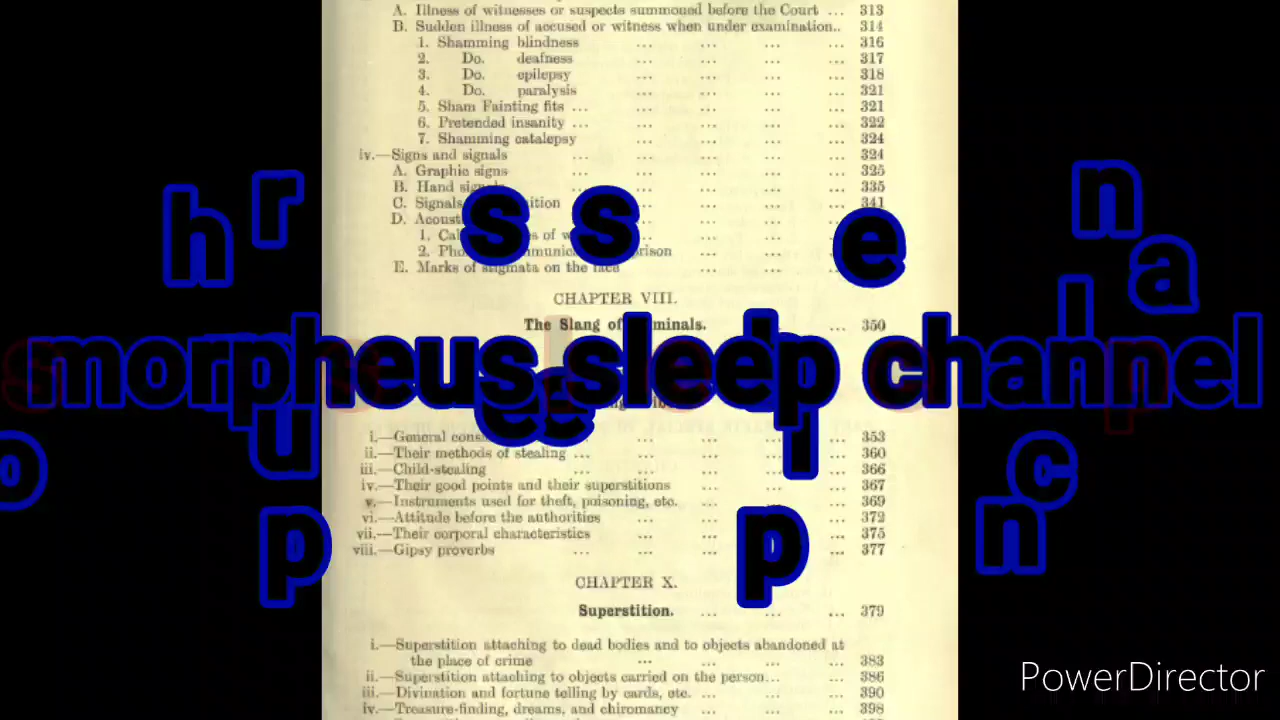 A. Illness of witnesses or suspects summoned before the Court ... 313
B. Sudden illness of accused or witness when under examination.. 314
1. Shamming blindness ... ... ... 316
2. Do. deafness ... ... ... 317
3. Do. epilepsy ... ... ... 318
4. Do. paralysis ... ... ... 321
5. Sham Fainting fits ... ... ... ... 321
6. Pretended insanity ... ... ... ... 322
7. Shamming catalepsy ... ... ... 324
iv.—Signs and signals ... ... ... ... 324
A. Graphic signs ... ... ... ... 325
B. Hand ... ... ... 335
C. Signals ... ... ... 341
D.
1. of
2.
E. Marks of stigmata on the face ... ... ...
CHAPTER VIII.
The Slang of Criminals. ... ... 350
morpheus sleep channel
i.—General ... ... ... 353
ii.—Their methods of stealing ... ... ... ... 360
iii.—Child-stealing ... ... ... 366
iv.—Their good points and their superstitions ... ... 367
v.—Instruments used for theft, poisoning, etc. ... ... ... 369
vi.—Attitude before the authorities ... ... ... 372
vii.—Their corporal characteristics ... ... ... 375
viii.—Gipsy proverbs ... ... ... ... 377
CHAPTER X.
Superstition. ... ... 379
i.—Superstition attaching to dead bodies and to objects abandoned at
the place of crime ... ... ... 383
ii.—Superstition attaching to objects carried on the person... ... 386
iii.—Divination and fortune telling by cards, etc. ... ... ... 390
iv.—Treasure-finding, dreams, and chiromancy ... ... 398
PowerDirector